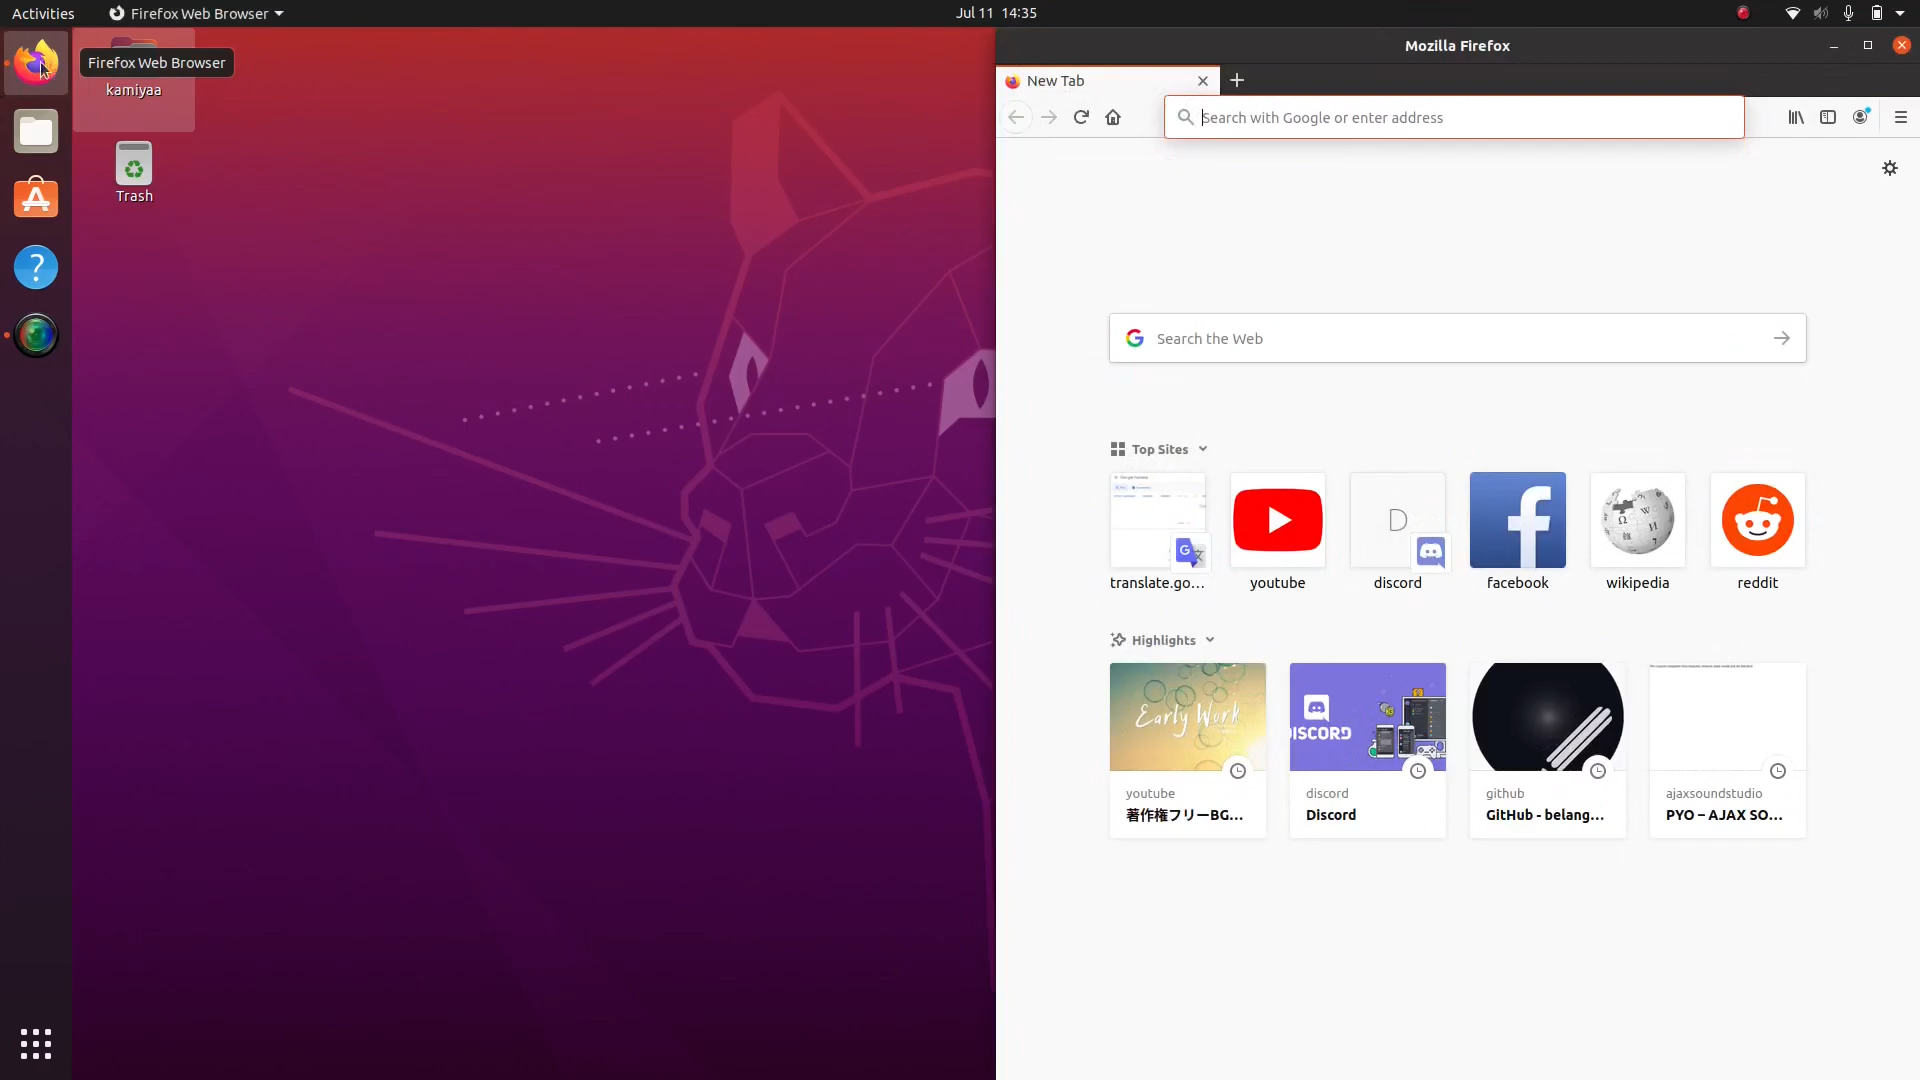 Activities
Firefox Web Browser
Jul 11 14:35
Firefox Web Browser
kamiyaa
Trash
Mozilla Firefox
New Tab
Search with Google or enter address
Search the Web
Top Sites
translate.go...
youtube
D
discord
facebook
wikipedia
reddit
Highlights
Early Work
DISCORD
youtube
著作権フリーBG...
discord
Discord
github
GitHub - belang...
ajaxsoundstudio
PYO – AJAX SO...